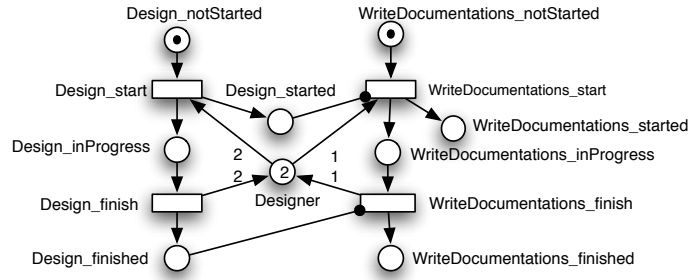 Design_notStarted
WriteDocumentations_notStarted
Design_start
Design_started
WriteDocumentations_start
WriteDocumentations_started
Design_inProgress
2
1
WriteDocumentations_inProgress
2
2
1
Designer
Design_finish
WriteDocumentations_finish
Design_finished
WriteDocumentations_finished